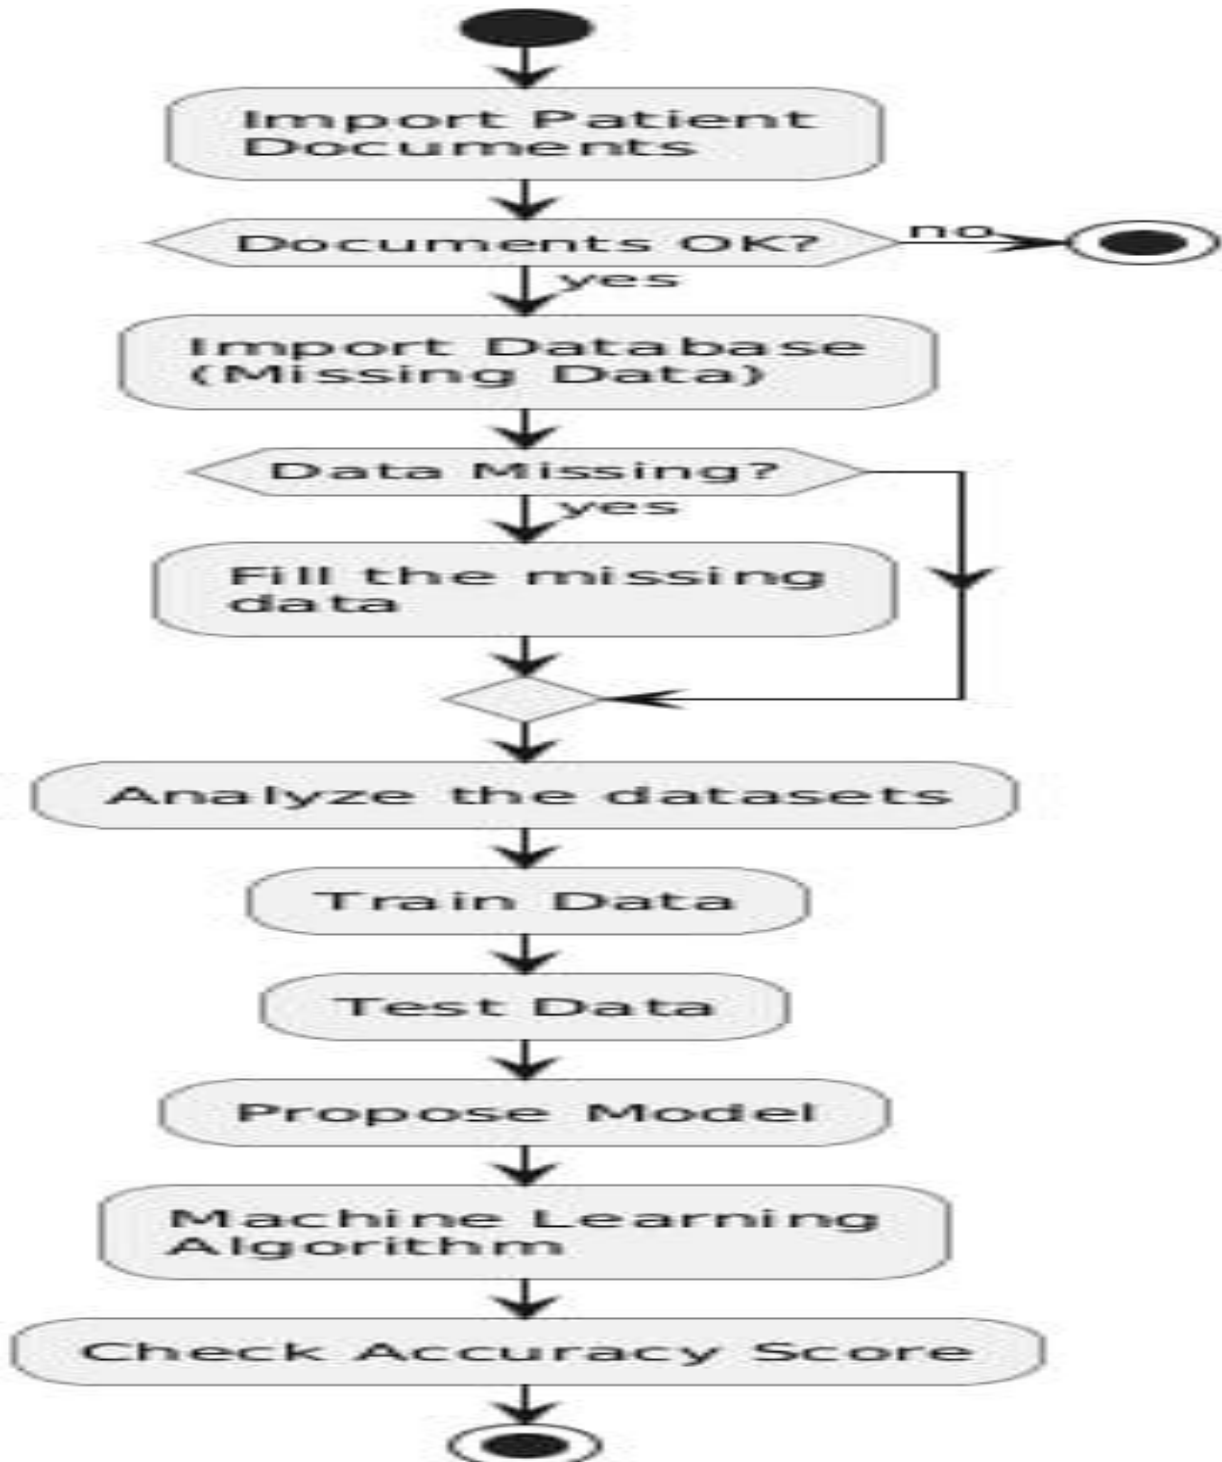 Import Patient
Documents
Documents OK?
no
yes
Import Database
(Missing Data)
Data Missing?
yes
Fill the missing
data
Analyze the datasets
Train Data
Test Data
Propose Model
Machine Learning
Algorithm
Check Accuracy Score